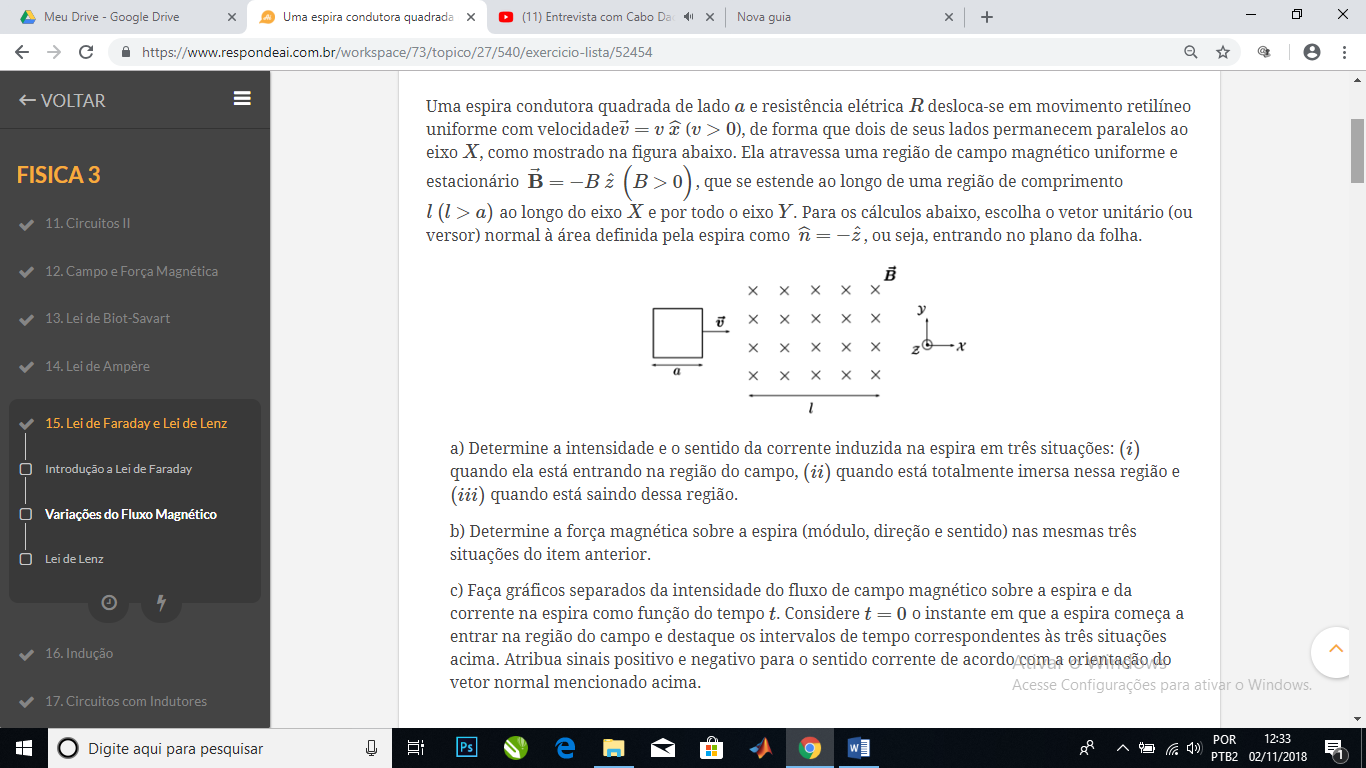 Meu Drive - Google Drive
Uma espira condutora quadrada
(11) Entrevista com Cabo Da
Nova guia
https://www.respondeai.com.br/workspace/73/topico/27/540/exercicio-lista/52454
VOLTAR
FISICA 3
11. Circuitos II
12. Campo e Força Magnética
13. Lei de Biot-Savart
14. Lei de Ampère
15. Lei de Faraday e Lei de Lenz
Introdução a Lei de Faraday
Variações do Fluxo Magnético
Lei de Lenz
16. Indução
17. Circuitos com Indutores
Uma espira condutora quadrada de lado a e resistência elétrica R desloca-se em movimento retilíneo
uniforme com velocidade v⃗ = v x̂ (v > 0), de forma que dois de seus lados permanecem paralelos ao
eixo X, como mostrado na figura abaixo. Ela atravessa uma região de campo magnético uniforme e
estacionário B⃗ = −B ẑ (B > 0), que se estende ao longo de uma região de comprimento
l (l > a) ao longo do eixo X e por todo o eixo Y. Para os cálculos abaixo, escolha o vetor unitário (ou
versor) normal à área definida pela espira como n̂ = −ẑ, ou seja, entrando no plano da folha.
B⃗
v⃗
a
l
y
z
x
a) Determine a intensidade e o sentido da corrente induzida na espira em três situações: (i)
quando ela está entrando na região do campo, (ii) quando está totalmente imersa nessa região e
(iii) quando está saindo dessa região.
b) Determine a força magnética sobre a espira (módulo, direção e sentido) nas mesmas três
situações do item anterior.
c) Faça gráficos separados da intensidade do fluxo de campo magnético sobre a espira e da
corrente na espira como função do tempo t. Considere t = 0 o instante em que a espira começa a
entrar na região do campo e destaque os intervalos de tempo correspondentes às três situações
acima. Atribua sinais positivo e negativo para o sentido corrente de acordo com a orientação do
vetor normal mencionado acima.
Ativar o Windows
Acesse Configurações para ativar o Windows.
Digite aqui para pesquisar
Ps
POR
PTB2
12:33
02/11/2018
1